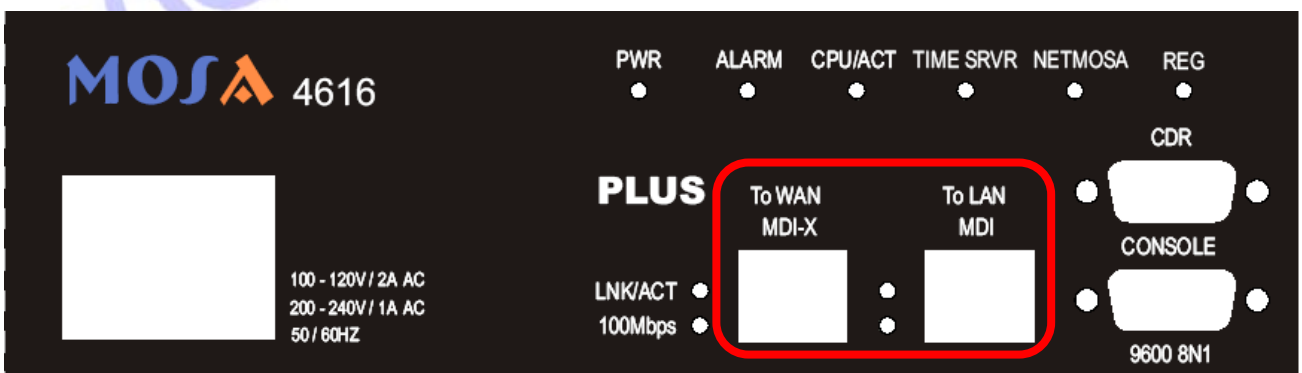 MOSA 4616
PWR ALARM CPU/ACT TIME SRVR NETMOSA REG
CDR
PLUS
To WAN
MDI-X
To LAN
MDI
CONSOLE
100 - 120V / 2A AC
200 - 240V / 1A AC
50 / 60HZ
LNK/ACT
100Mbps
9600 8N1